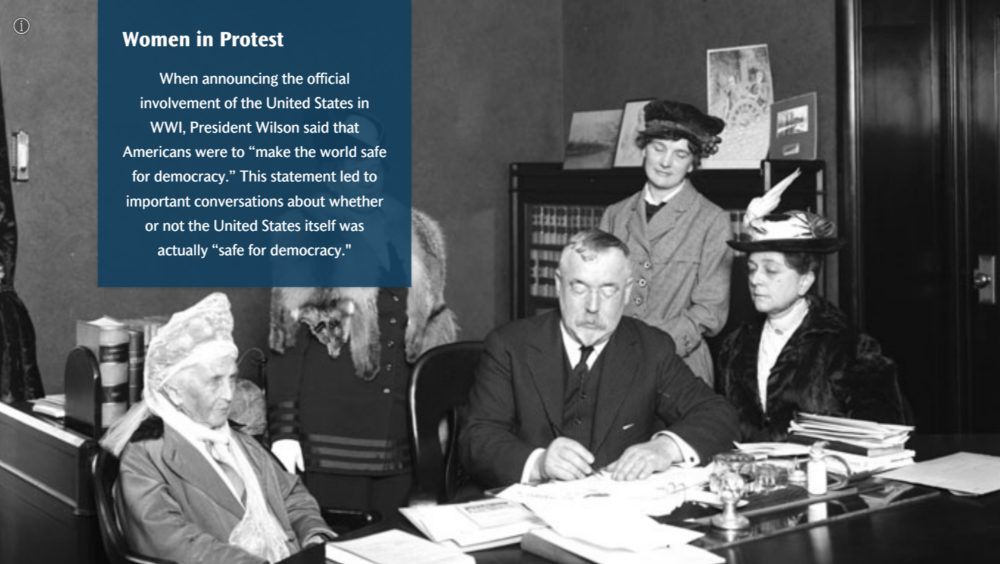 Women in Protest
When announcing the official
involvement of the United States in
WWI, President Wilson said that
Americans were to “make the world safe
for democracy.” This statement led to
important conversations about whether
or not the United States itself was
actually “safe for democracy."